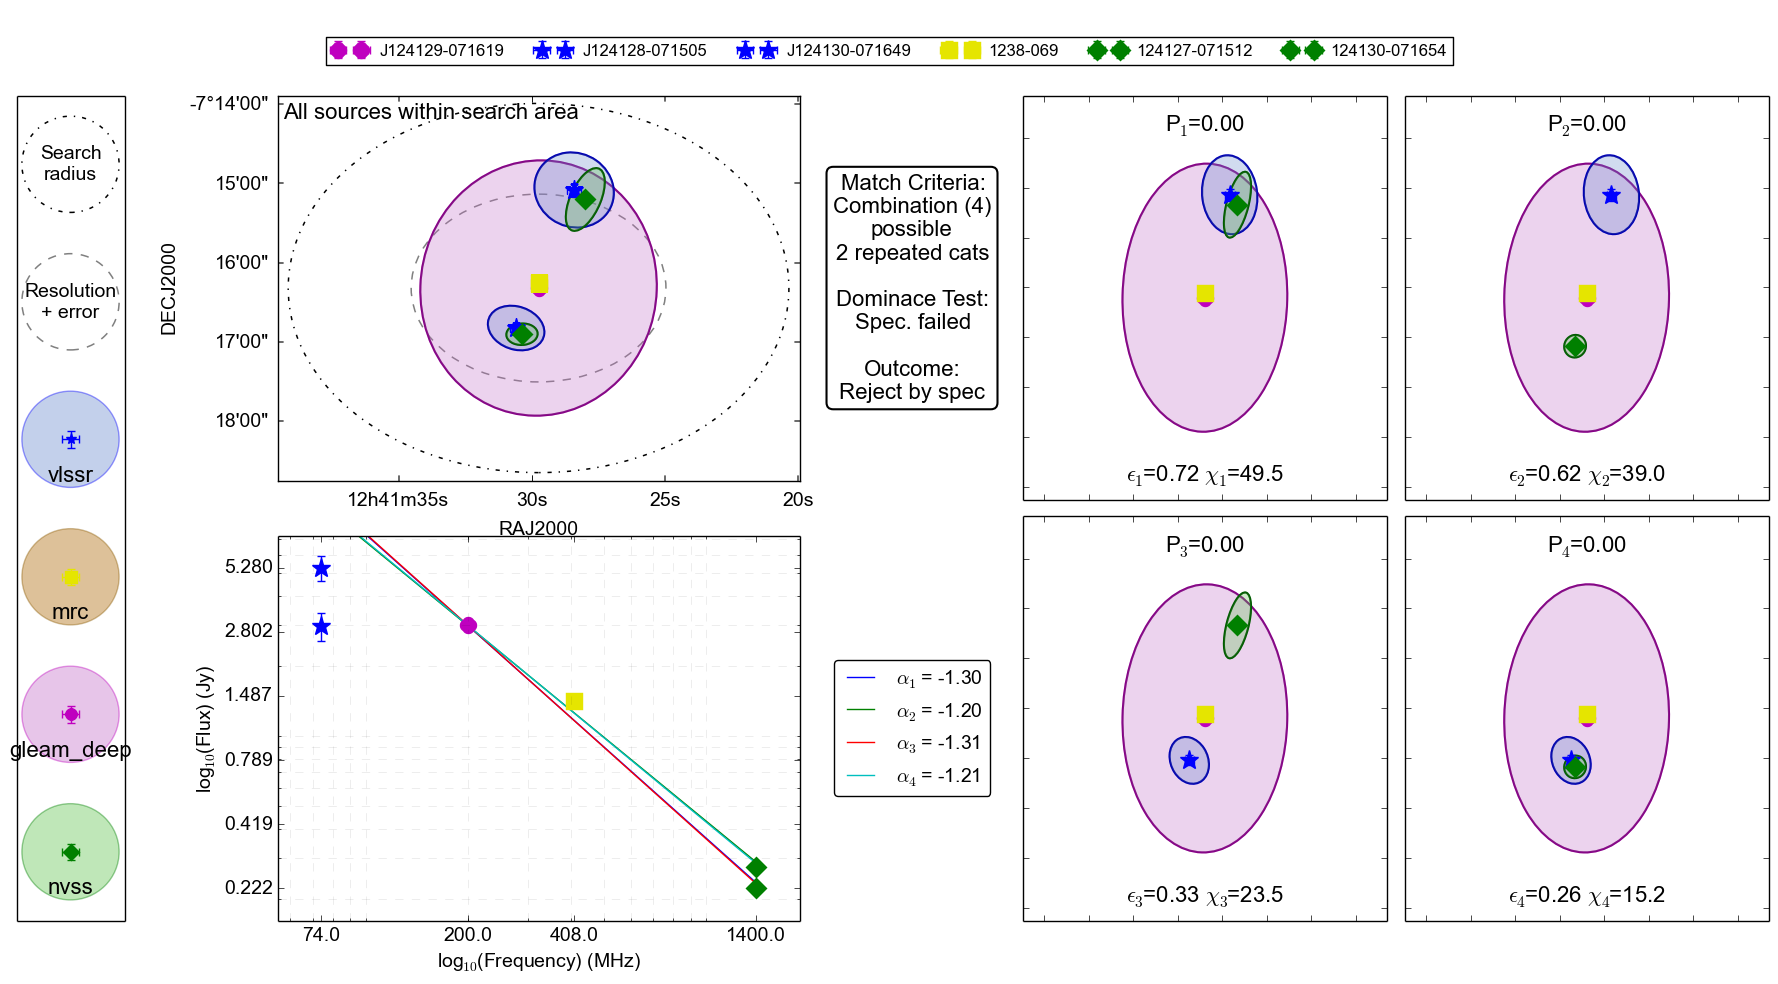 J124129-071619 J124128-071505 J124130-071649 1238-069 124127-071512 124130-071654
Search
radius
Resolution
+ error
vlssr
mrc
gleam_deep
nvss
All sources within search area
-7°14'00"
15'00"
16'00"
17'00"
18'00"
DECJ2000
12h41m35s 30s 25s 20s
RAJ2000
Match Criteria:
Combination (4)
possible
2 repeated cats
Dominace Test:
Spec. failed
Outcome:
Reject by spec
P₁=0.00
ϵ₁=0.72 χ₁=49.5
P₂=0.00
ϵ₂=0.62 χ₂=39.0
5.280
2.802
1.487
0.789
0.419
0.222
log₁₀(Flux) (Jy)
74.0 200.0 408.0 1400.0
log₁₀(Frequency) (MHz)
α₁ = -1.30
α₂ = -1.20
α₃ = -1.31
α₄ = -1.21
P₃=0.00
ϵ₃=0.33 χ₃=23.5
P₄=0.00
ϵ₄=0.26 χ₄=15.2